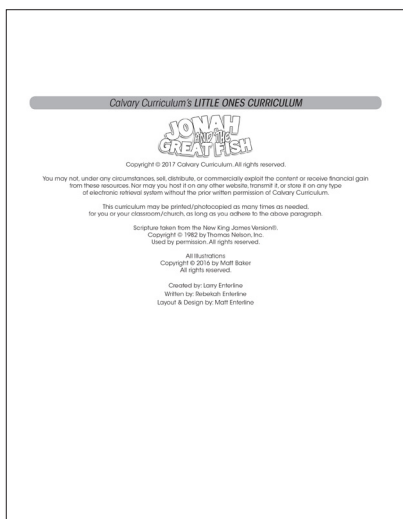 Calvary Curriculum's LITTLE ONES CURRICULUM
JONAH
AND THE
GREAT FISH
Copyright © 2017 Calvary Curriculum. All rights reserved.
You may not, under any circumstances, sell, distribute, or commercially exploit the content or receive financial gain
from these resources. Nor may you host it on any other website, transmit it, or store it on any type
of electronic retrieval system without the prior written permission of Calvary Curriculum.
This curriculum may be printed/photocopied as many times as needed,
for you or your classroom/church, as long as you adhere to the above paragraph.
Scripture taken from the New King James Version®.
Copyright © 1982 by Thomas Nelson, Inc.
Used by permission. All rights reserved.
All Illustrations
Copyright © 2016 by Matt Baker
All rights reserved.
Created by: Larry Enterline
Written by: Rebekah Enterline
Layout & Design by: Matt Enterline